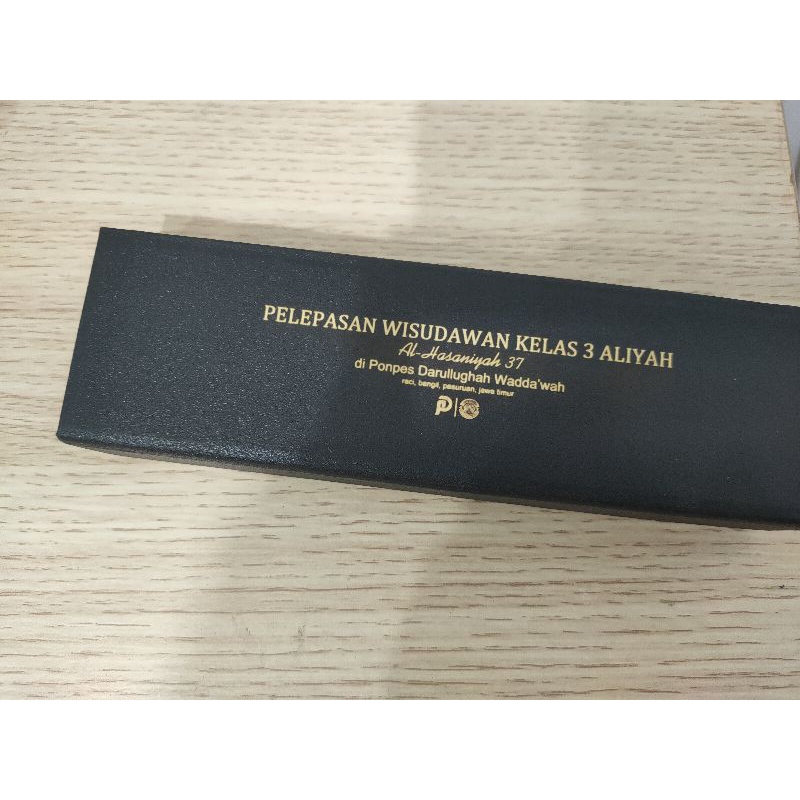 PELEPASAN WISUDAWAN KELAS 3 ALIYAH
Al-Hasaniyah 37
di Ponpes Darullughah Wadda'wah
raci, bangil, pasuruan, jawa timur